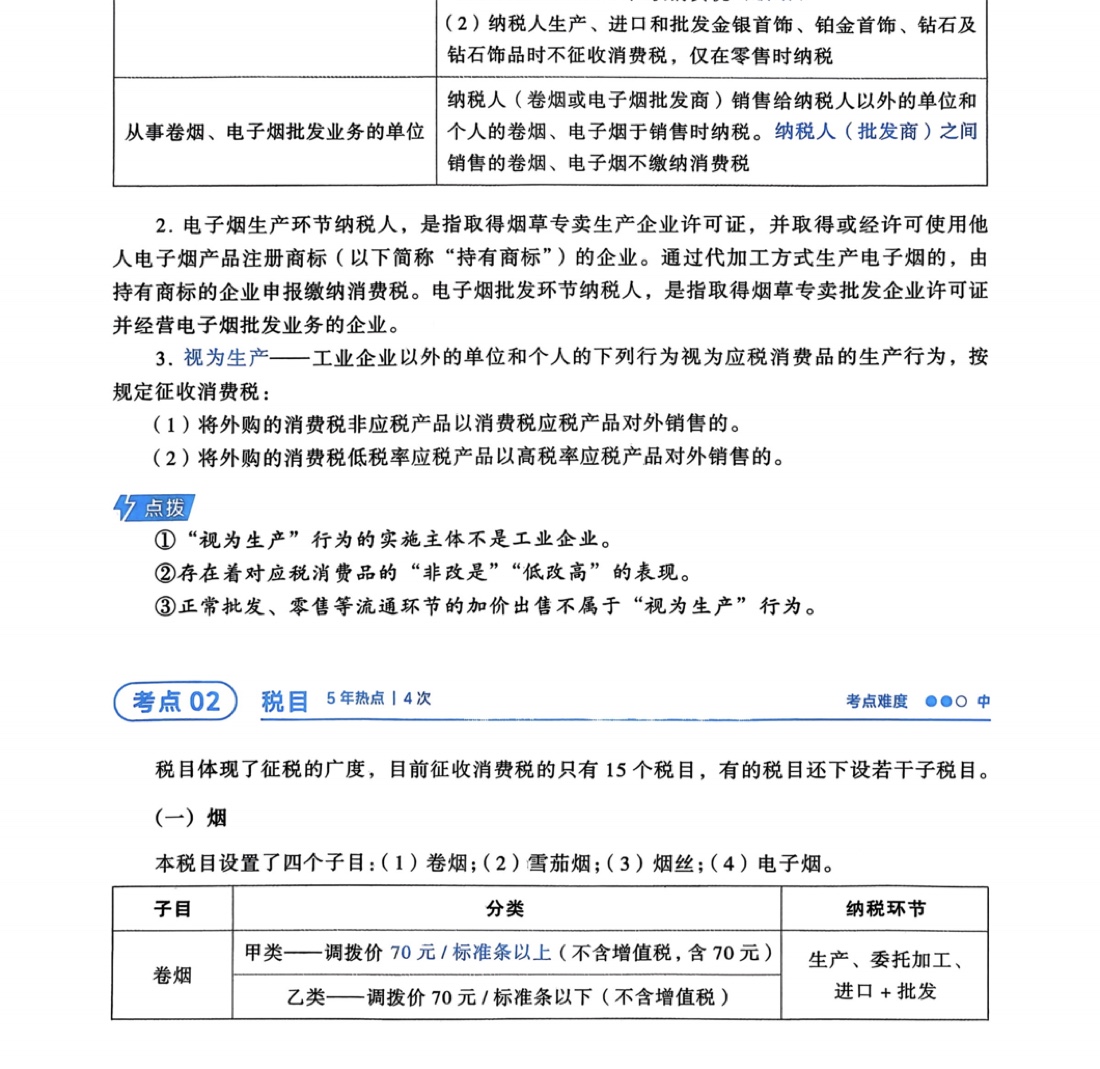 (2)纳税人生产、进口和批发金银首饰、铂金首饰、钻石及
钻石饰品时不征收消费税，仅在零售时纳税
从事卷烟、电子烟批发业务的单位
纳税人(卷烟或电子烟批发商)销售给纳税人以外的单位和
个人的卷烟、电子烟于销售时纳税。纳税人(批发商)之间
销售的卷烟、电子烟不缴纳消费税
2. 电子烟生产环节纳税人，是指取得烟草专卖生产企业许可证，并取得或经许可使用他
人电子烟产品注册商标(以下简称“持有商标”)的企业。通过代加工方式生产电子烟的，由
持有商标的企业申报缴纳消费税。电子烟批发环节纳税人，是指取得烟草专卖批发企业许可证
并经营电子烟批发业务的企业。
3. 视为生产——工业企业以外的单位和个人的下列行为视为应税消费品的生产行为，按
规定征收消费税：
(1)将外购的消费税非应税产品以消费税应税产品对外销售的。
(2)将外购的消费税低税率应税产品以高税率应税产品对外销售的。
点拨
①“视为生产”行为的实施主体不是工业企业。
②存在着对应税消费品的“非改是”“低改高”的表现。
③正常批发、零售等流通环节的加价出售不属于“视为生产”行为。
考点 02 税目 5年热点 | 4次 考点难度 中
税目体现了征税的广度，目前征收消费税的只有15个税目，有的税目还下设若干子税目。
(一)烟
本税目设置了四个子目：(1)卷烟；(2)雪茄烟；(3)烟丝；(4)电子烟。
子目 分类 纳税环节
卷烟
甲类——调拨价70元/标准条以上(不含增值税，含70元)
乙类——调拨价70元/标准条以下(不含增值税)
生产、委托加工、
进口+批发